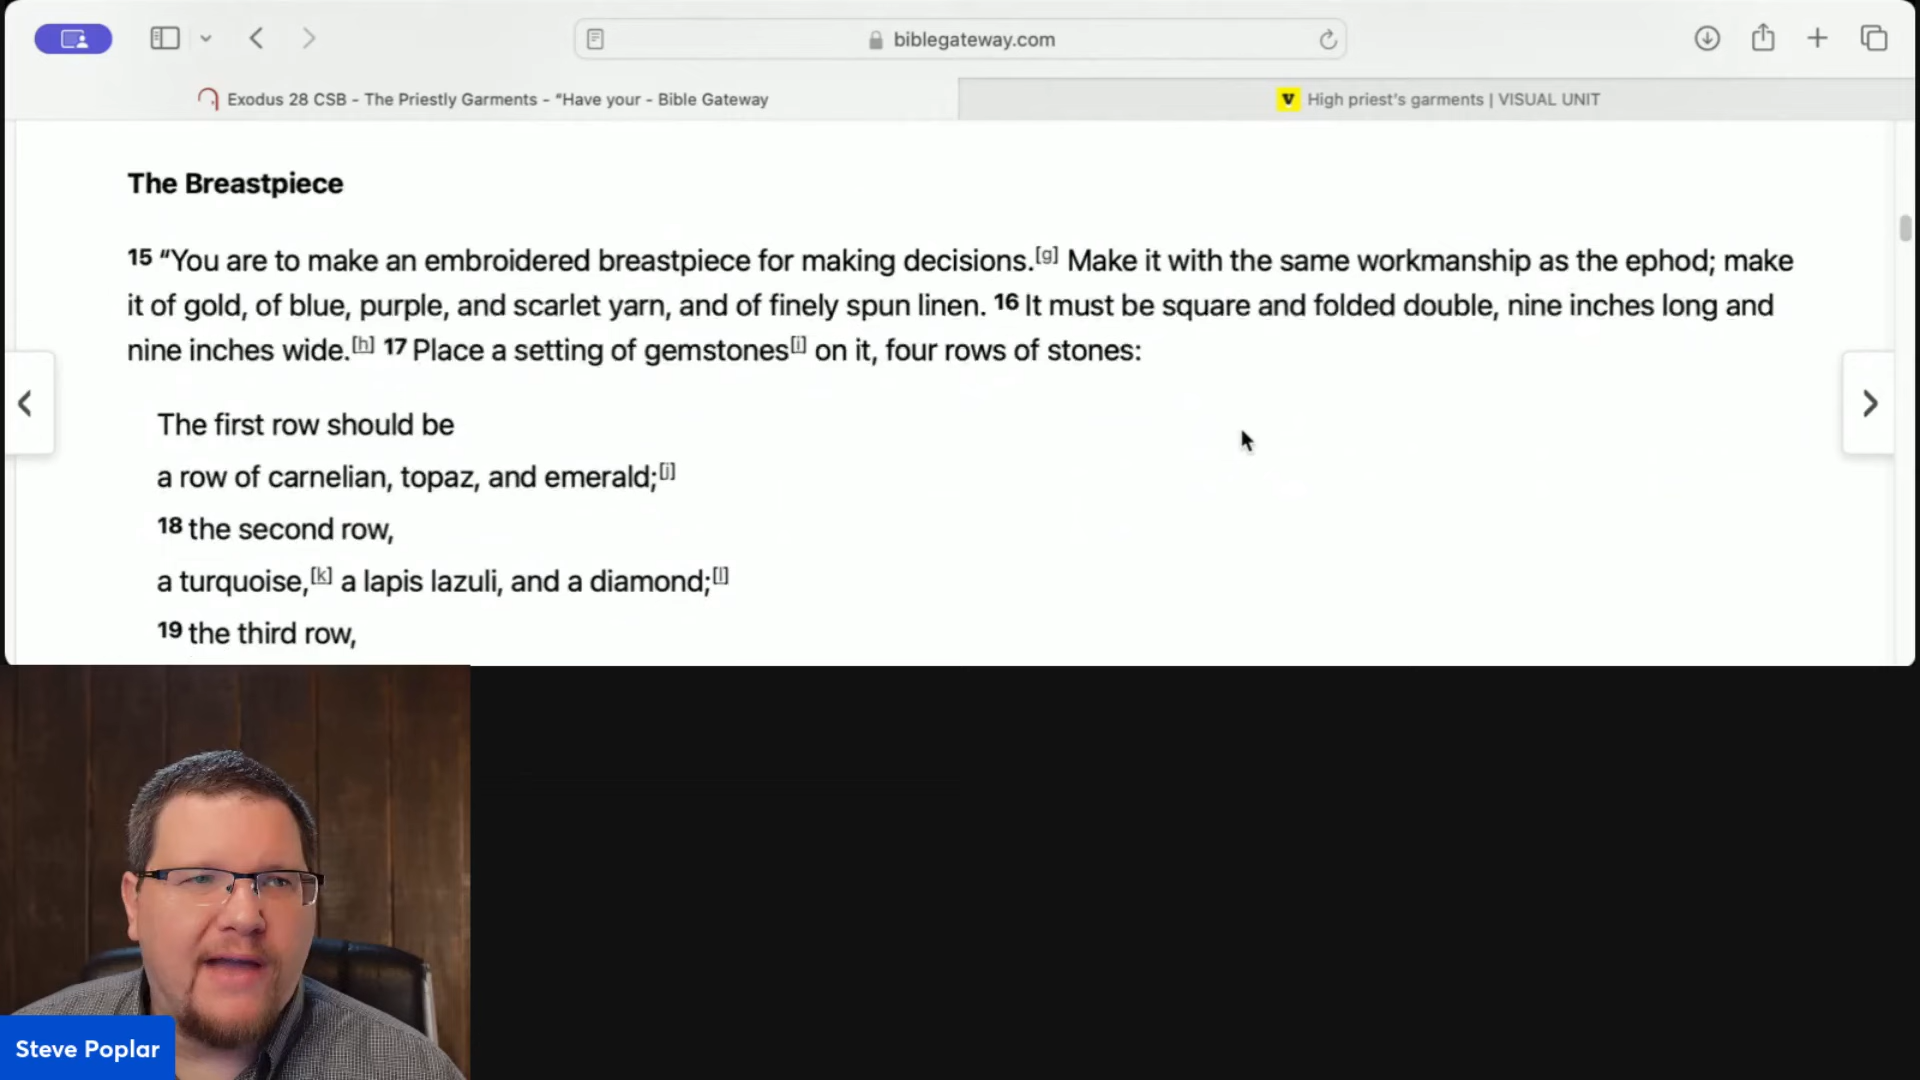 biblegateway.com
Exodus 28 CSB - The Priestly Garments - “Have your - Bible Gateway
V High priest's garments | VISUAL UNIT
The Breastpiece
15 “You are to make an embroidered breastpiece for making decisions.[g] Make it with the same workmanship as the ephod; make
it of gold, of blue, purple, and scarlet yarn, and of finely spun linen. 16 It must be square and folded double, nine inches long and
nine inches wide.[h] 17 Place a setting of gemstones[i] on it, four rows of stones:
The first row should be
a row of carnelian, topaz, and emerald;[j]
18 the second row,
a turquoise,[k] a lapis lazuli, and a diamond;[l]
19 the third row,
Steve Poplar